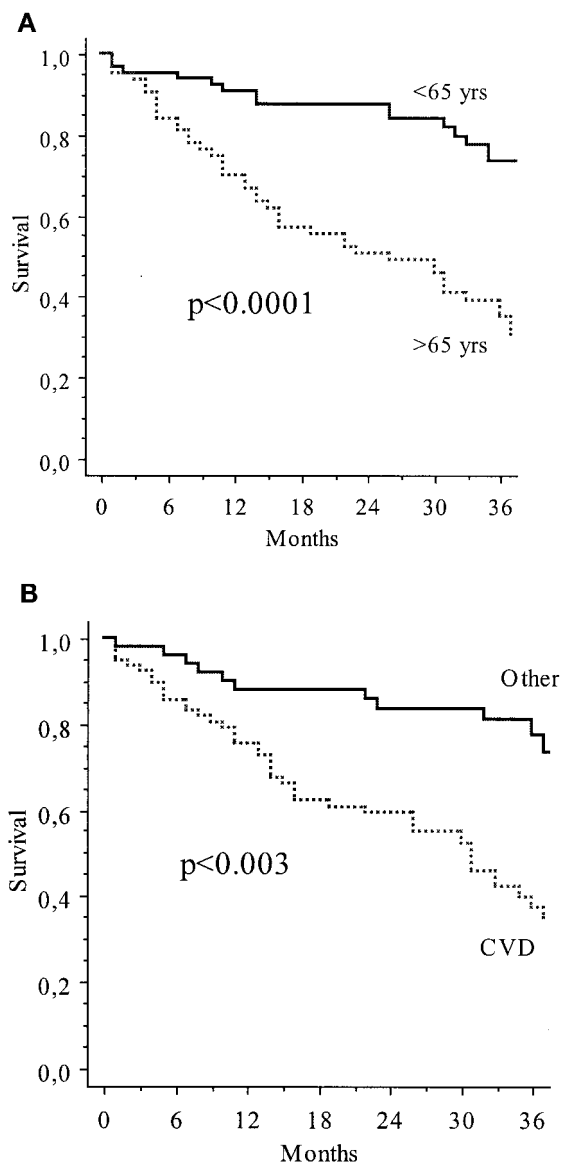 A
1,0
<65 yrs
0,8
0,6
Survival
0,4
p<0.0001
>65 yrs
0,2
0,0
0 6 12 18 24 30 36
Months
B
1,0
Other
0,8
0,6
Survival
p<0.003
0,4
CVD
0,2
0,0
0 6 12 18 24 30 36
Months